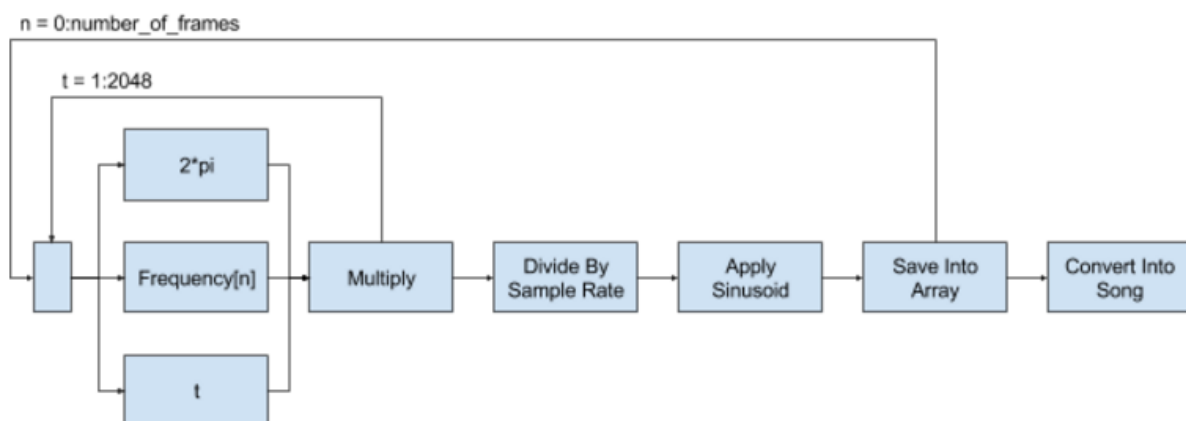 n = 0:number_of_frames
t = 1:2048
2*pi
Frequency[n]
t
Multiply
Divide By
Sample Rate
Apply
Sinusoid
Save Into
Array
Convert Into
Song